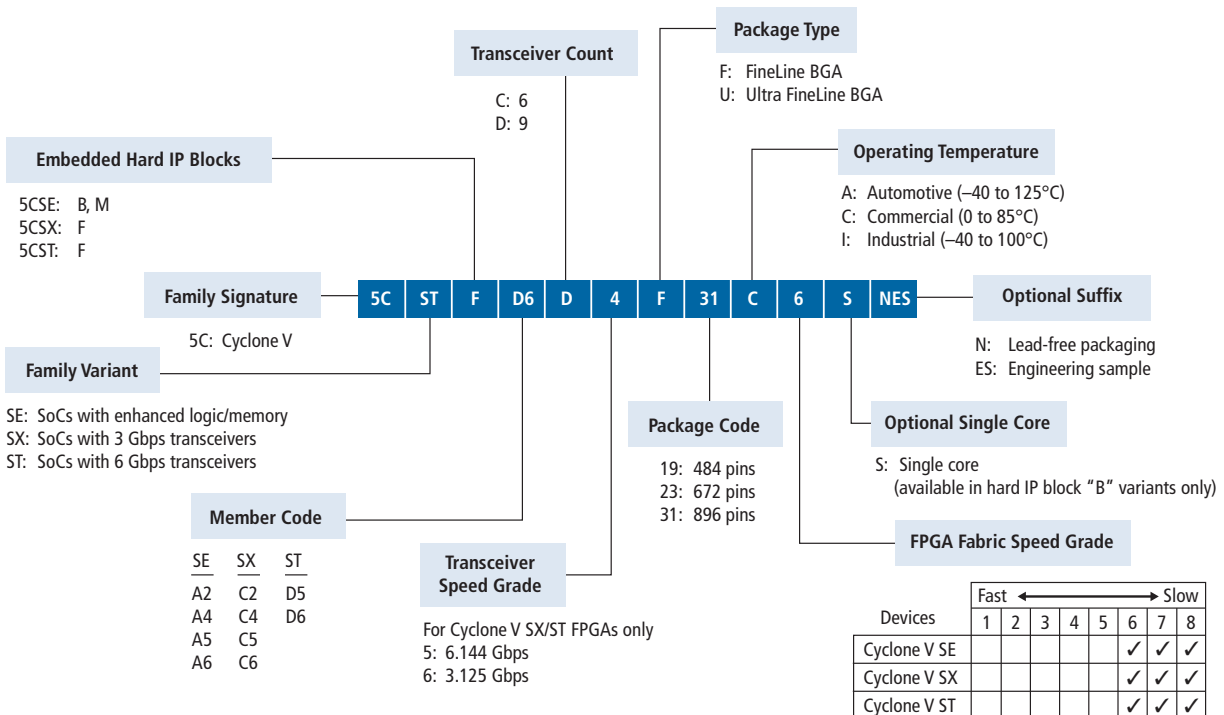 Package Type
F: FineLine BGA
U: Ultra FineLine BGA
Transceiver Count
C: 6
D: 9
Embedded Hard IP Blocks
5CSE: B, M
5CSX: F
5CST: F
Operating Temperature
A: Automotive (–40 to 125°C)
C: Commercial (0 to 85°C)
I: Industrial (–40 to 100°C)
Family Signature
5C: Cyclone V
5C ST F D6 D 4 F 31 C 6 S NES
Optional Suffix
N: Lead-free packaging
ES: Engineering sample
Family Variant
SE: SoCs with enhanced logic/memory
SX: SoCs with 3 Gbps transceivers
ST: SoCs with 6 Gbps transceivers
Package Code
19: 484 pins
23: 672 pins
31: 896 pins
Optional Single Core
S: Single core
(available in hard IP block "B" variants only)
Member Code
SE SX ST
A2 C2 D5
A4 C4 D6
A5 C5
A6 C6
Transceiver
Speed Grade
For Cyclone V SX/ST FPGAs only
5: 6.144 Gbps
6: 3.125 Gbps
FPGA Fabric Speed Grade
Fast Slow
Devices 1 2 3 4 5 6 7 8
Cyclone V SE ✓ ✓ ✓
Cyclone V SX ✓ ✓ ✓
Cyclone V ST ✓ ✓ ✓